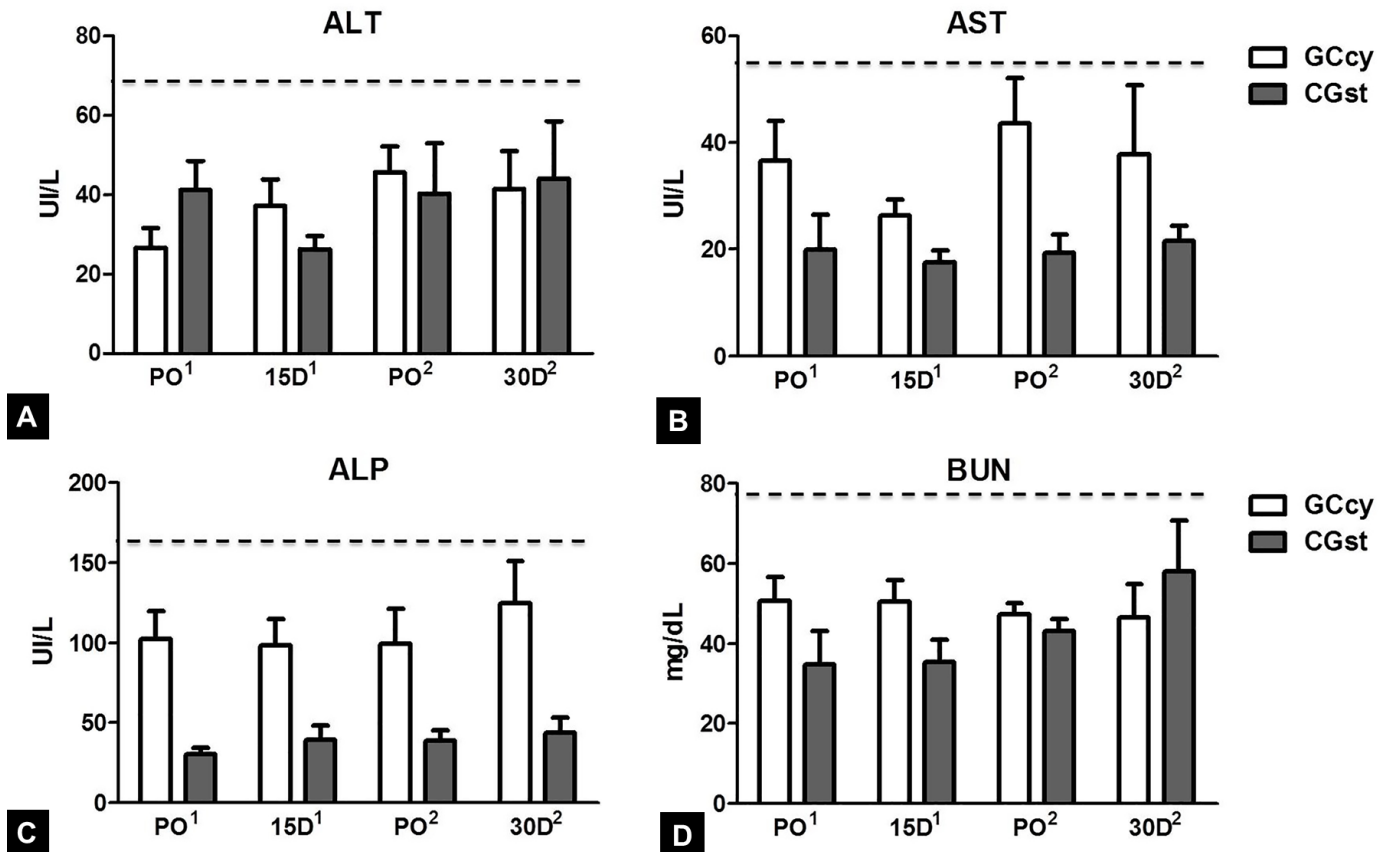 ALT
80
60
40
20
0
UI/L
PO¹ 15D¹ PO² 30D²
A
AST
60
40
20
0
UI/L
PO¹ 15D¹ PO² 30D²
B
GCcy
CGst
ALP
200
150
100
50
0
UI/L
PO¹ 15D¹ PO² 30D²
C
BUN
80
60
40
20
0
mg/dL
PO¹ 15D¹ PO² 30D²
D
GCcy
CGst